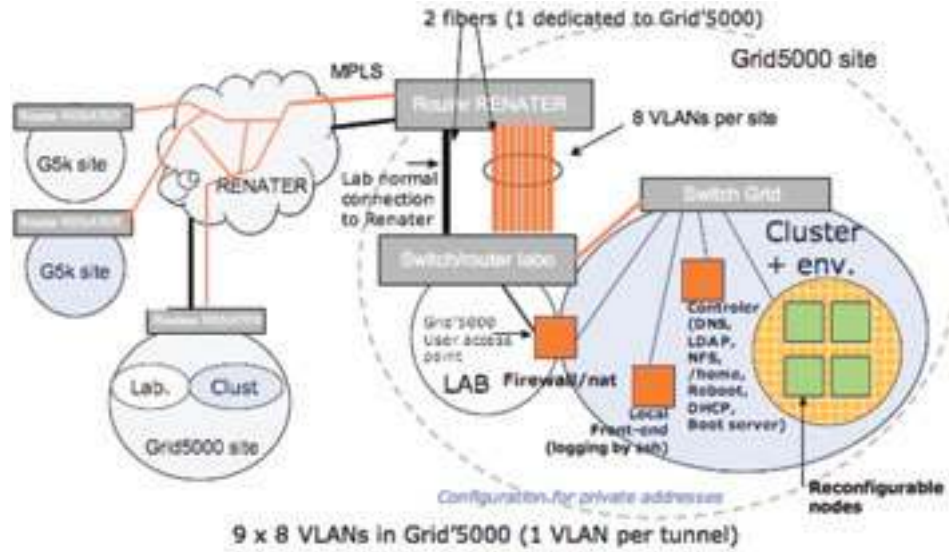 2 fibers (1 dedicated to Grid'5000)
Grid5000 site
MPLS
Route RENATER
8 VLANs per site
G5k site
RENATER
Lab normal
connection
to Renater
Switch Grid
G5k site
Switch/router labo
Cluster
+ env.
Grid'5000
User access
point
LAB
Firewall/nat
Controler
(DNS,
LDAP,
NFS,
/home,
Reboot,
DHCP,
Boot server)
Lab.
Clust
Grid5000 site
Local
Front-end
(logging by ssh)
Configuration for private addresses
Reconfigurable
nodes
9 x 8 VLANs in Grid'5000 (1 VLAN per tunnel)